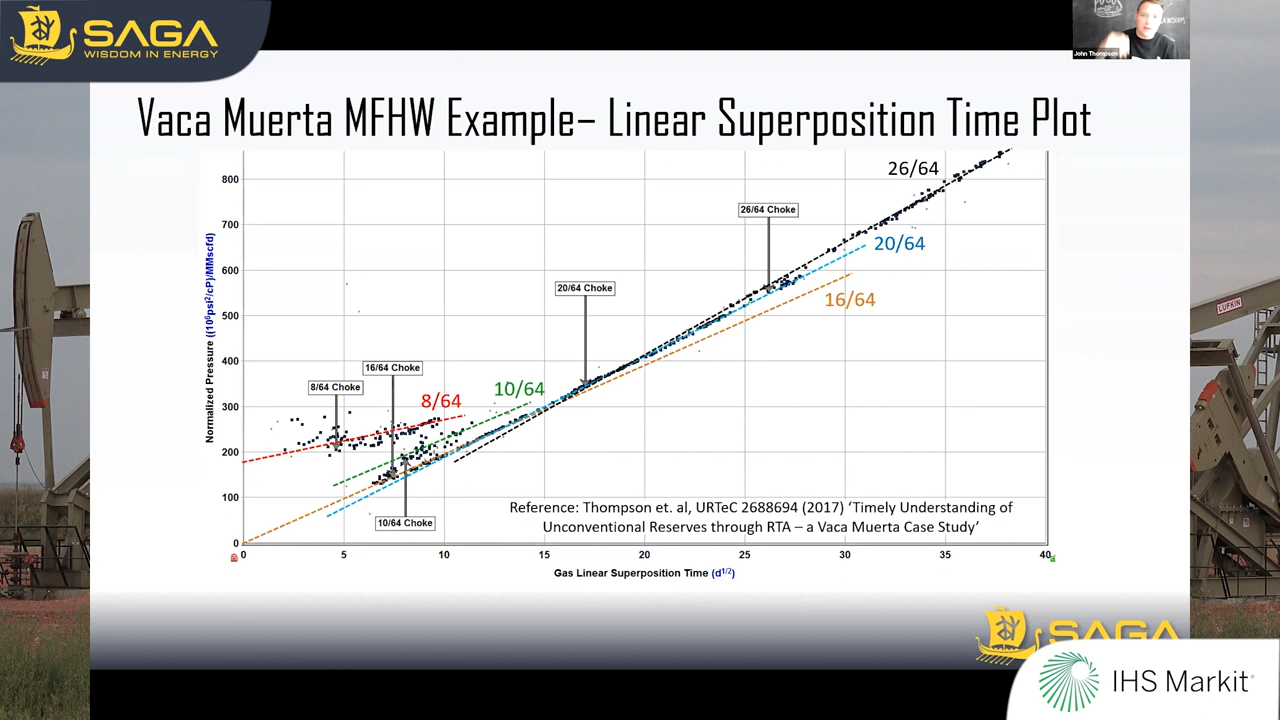 SAGA
WISDOM IN ENERGY
John Thompson
Vaca Muerta MFHW Example– Linear Superposition Time Plot
26/64
26/64 Choke
20/64
20/64 Choke
16/64
16/64 Choke
8/64 Choke
8/64
10/64
10/64 Choke
800
700
600
500
400
300
200
100
0
Normalized Pressure ((10⁶psi²/cP)/MMscfd)
Reference: Thompson et. al, URTeC 2688694 (2017) ‘Timely Understanding of
Unconventional Reserves through RTA – a Vaca Muerta Case Study’
0 5 10 15 20 25 30 35 40
Gas Linear Superposition Time (d¹/²)
LUFKIN
SAGA
IHS Markit®